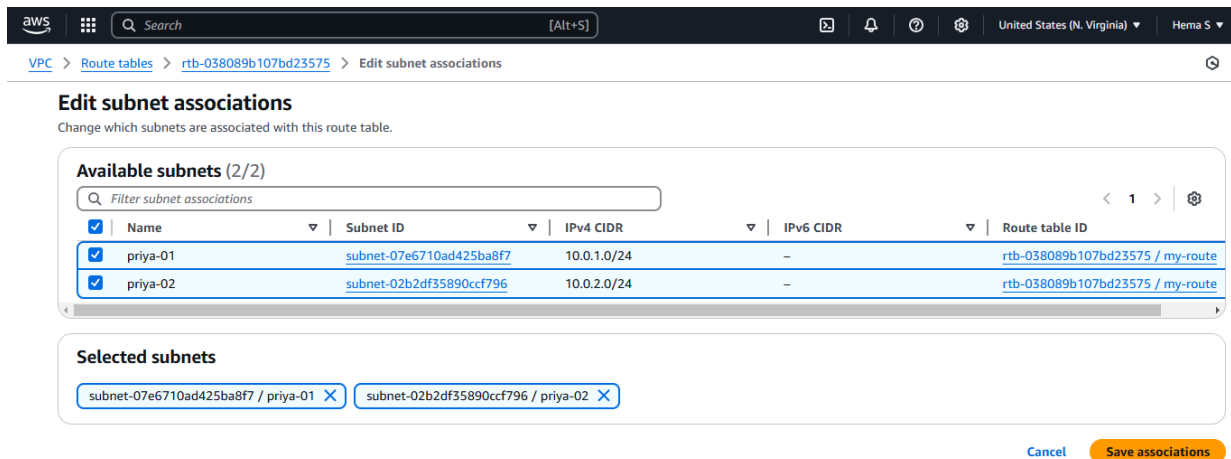 aws Search [Alt+S] United States (N. Virginia) Hema S
VPC > Route tables > rtb-038089b107bd23575 > Edit subnet associations
Edit subnet associations
Change which subnets are associated with this route table.
Available subnets (2/2)
Filter subnet associations < 1 >
Name Subnet ID IPv4 CIDR IPv6 CIDR Route table ID
priya-01 subnet-07e6710ad425ba8f7 10.0.1.0/24 – rtb-038089b107bd23575 / my-route
priya-02 subnet-02b2df35890ccf796 10.0.2.0/24 – rtb-038089b107bd23575 / my-route
Selected subnets
subnet-07e6710ad425ba8f7 / priya-01 subnet-02b2df35890ccf796 / priya-02
Cancel Save associations